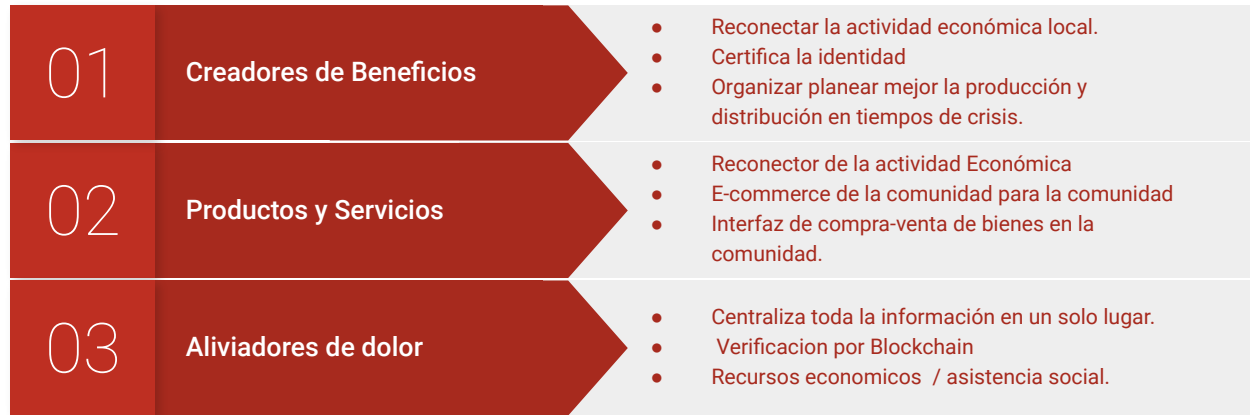 01
Creadores de Beneficios
● Reconectar la actividad económica local.
● Certifica la identidad
● Organizar planear mejor la producción y
distribución en tiempos de crisis.
02
Productos y Servicios
● Reconector de la actividad Económica
● E-commerce de la comunidad para la comunidad
● Interfaz de compra-venta de bienes en la
comunidad.
03
Aliviadores de dolor
● Centraliza toda la información en un solo lugar.
● Verificacion por Blockchain
● Recursos economicos / asistencia social.